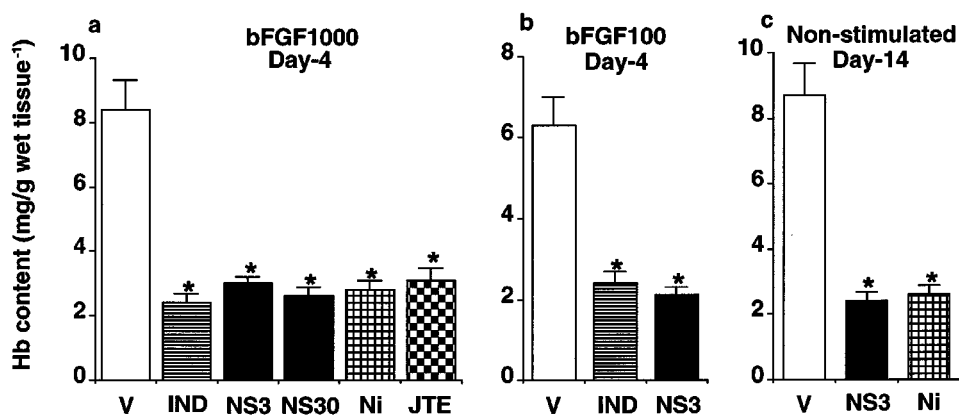 a
bFGF1000
Day-4
Hb content (mg/g wet tissue⁻¹)
10
8
6
4
2
0
*
*
*
*
*
V IND NS3 NS30 Ni JTE
b
bFGF100
Day-4
8
6
4
2
0
*
*
V IND NS3
c
Non-stimulated
Day-14
10
8
6
4
2
0
*
*
V NS3 Ni